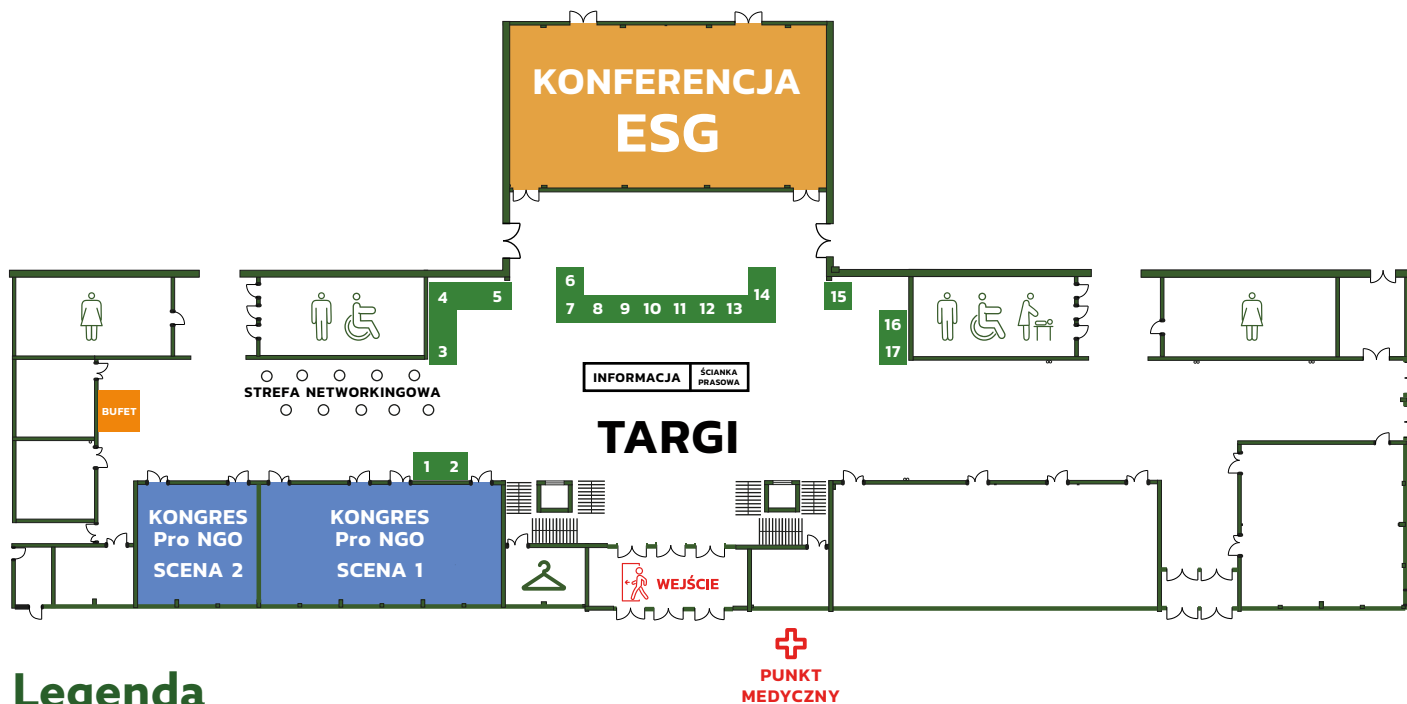 KONFERENCJA
ESG
4
5
6
7
8
9
10
11
12
13
14
15
16
17
3
INFORMACJA
ŚCIANKA
PRASOWA
STREFA NETWORKINGOWA
BUFET
TARGI
1
2
KONGRES
Pro NGO
SCENA 2
KONGRES
Pro NGO
SCENA 1
WEJŚCIE
PUNKT
MEDYCZNY
Legenda